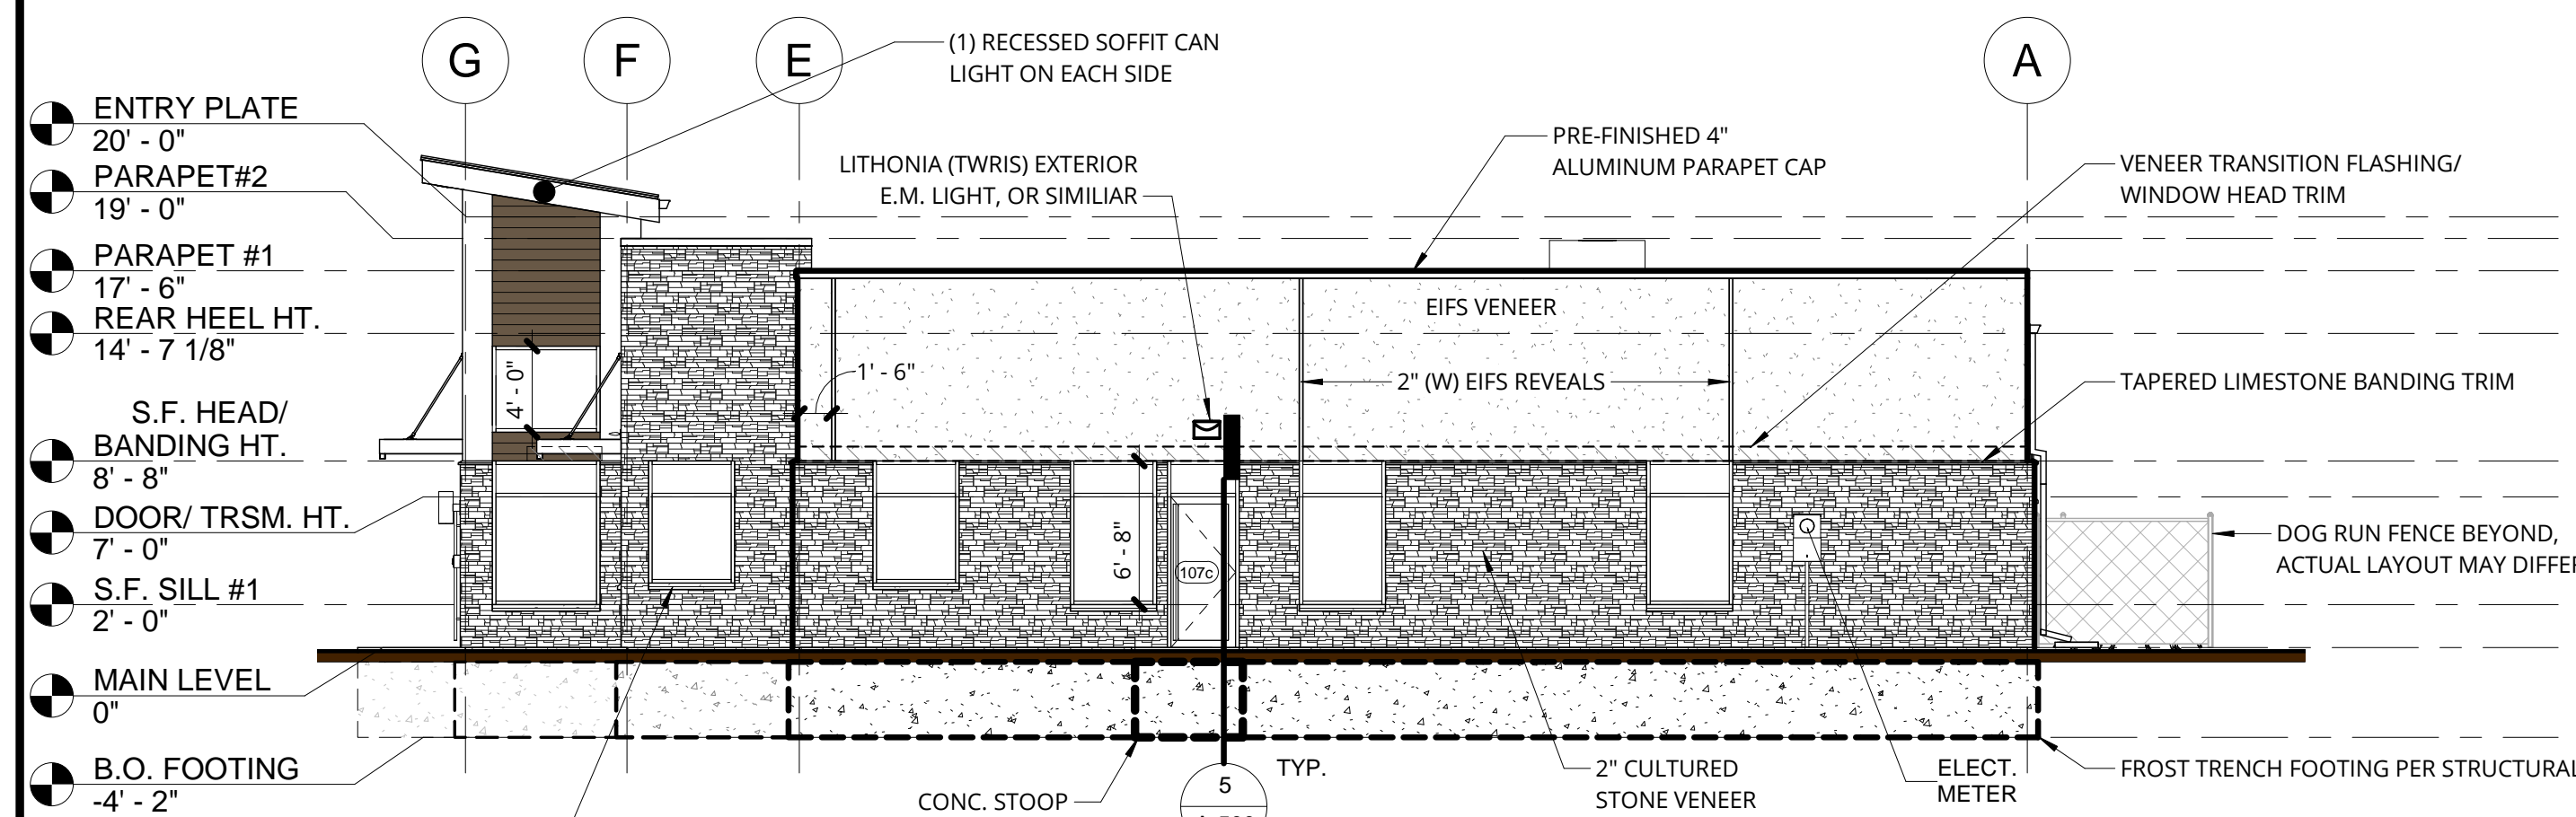 G
F
E
A
(1) RECESSED SOFFIT CAN
LIGHT ON EACH SIDE
ENTRY PLATE
20' - 0"
PARAPET#2
19' - 0"
PARAPET #1
17' - 6"
REAR HEEL HT.
14' - 7 1/8"
S.F. HEAD/
BANDING HT.
8' - 8"
DOOR/ TRSM. HT.
7' - 0"
S.F. SILL #1
2' - 0"
MAIN LEVEL
0"
B.O. FOOTING
-4' - 2"
LITHONIA (TWRIS) EXTERIOR
E.M. LIGHT, OR SIMILIAR
PRE-FINISHED 4"
ALUMINUM PARAPET CAP
VENEER TRANSITION FLASHING/
WINDOW HEAD TRIM
EIFS VENEER
4' - 0"
1' - 6"
2" (W) EIFS REVEALS
TAPERED LIMESTONE BANDING TRIM
6' - 8"
107c
DOG RUN FENCE BEYOND,
ACTUAL LAYOUT MAY DIFFER
CONC. STOOP
5
TYP.
2" CULTURED
STONE VENEER
ELECT.
METER
FROST TRENCH FOOTING PER STRUCTURAL